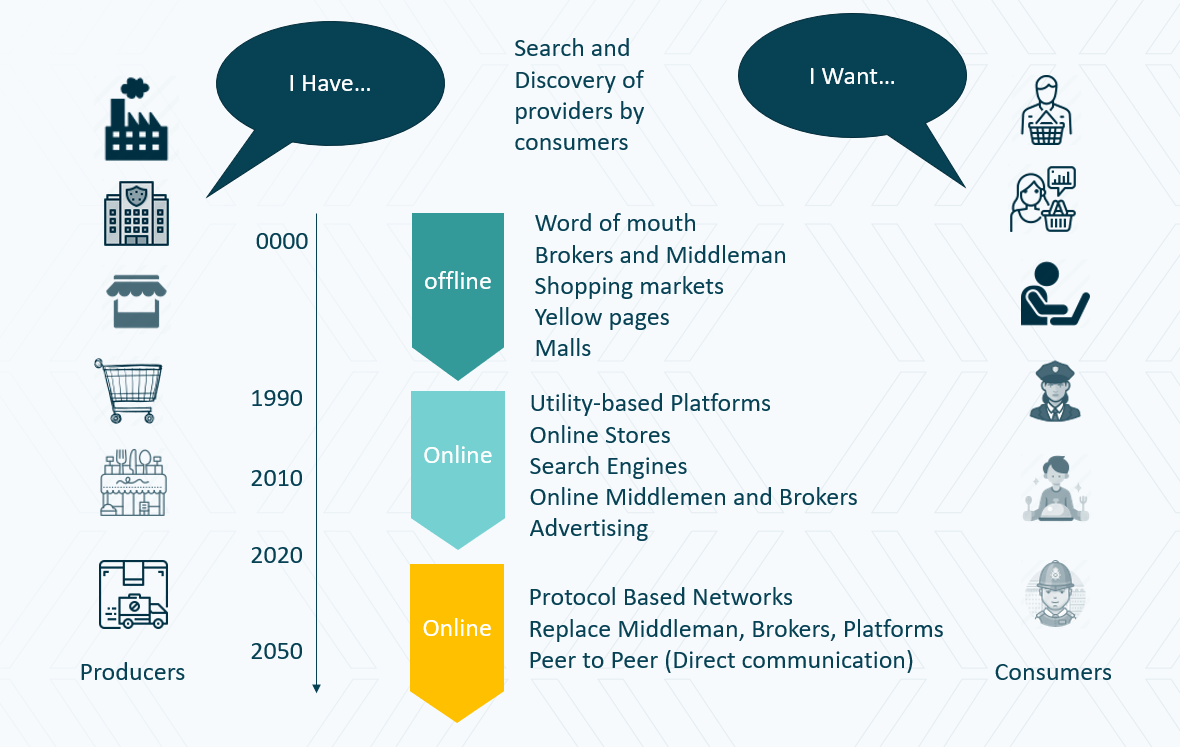 I Have...
Search and
Discovery of
providers by
consumers
I Want...
0000
offline
Word of mouth
Brokers and Middleman
Shopping markets
Yellow pages
Malls
1990
2010
Online
Utility-based Platforms
Online Stores
Search Engines
Online Middlemen and Brokers
Advertising
2020
2050
Online
Protocol Based Networks
Replace Middleman, Brokers, Platforms
Peer to Peer (Direct communication)
Producers
Consumers